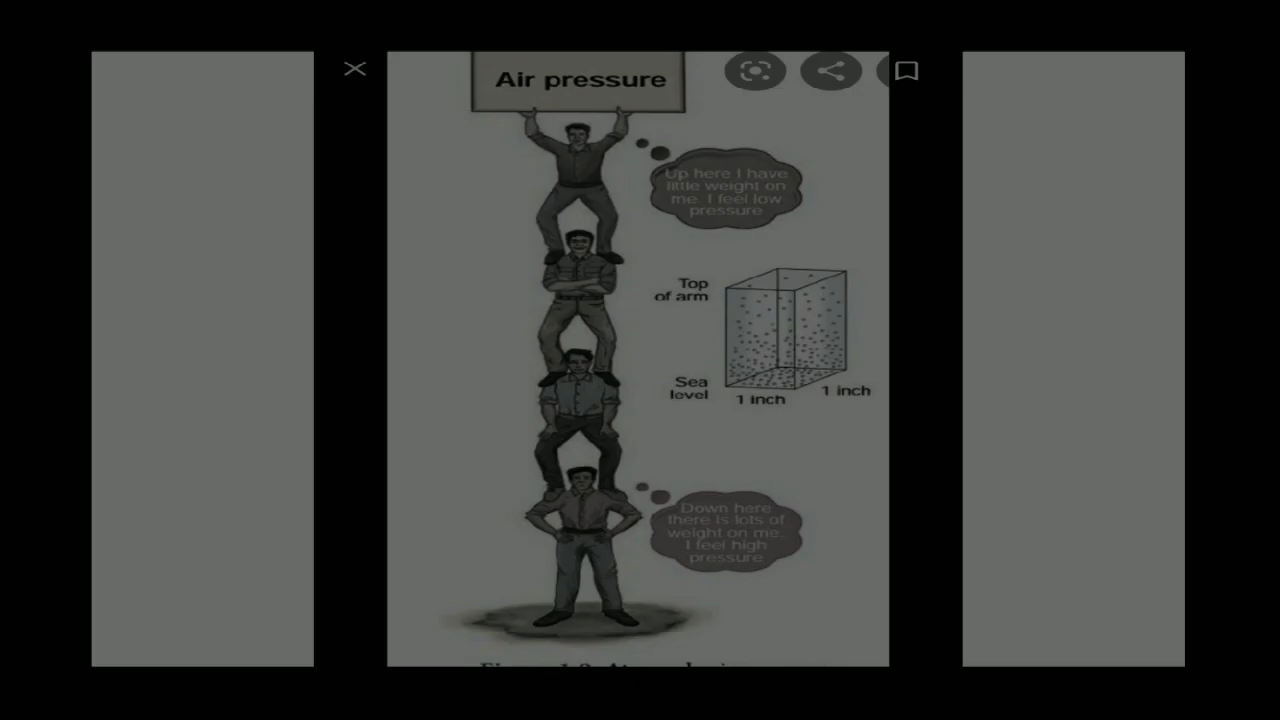 Air pressure
Up here I have
little weight on
me. I feel low
pressure
Top
of arm
Sea
level
1 inch
1 inch
Down here
there is lots of
weight on me.
I feel high
pressure